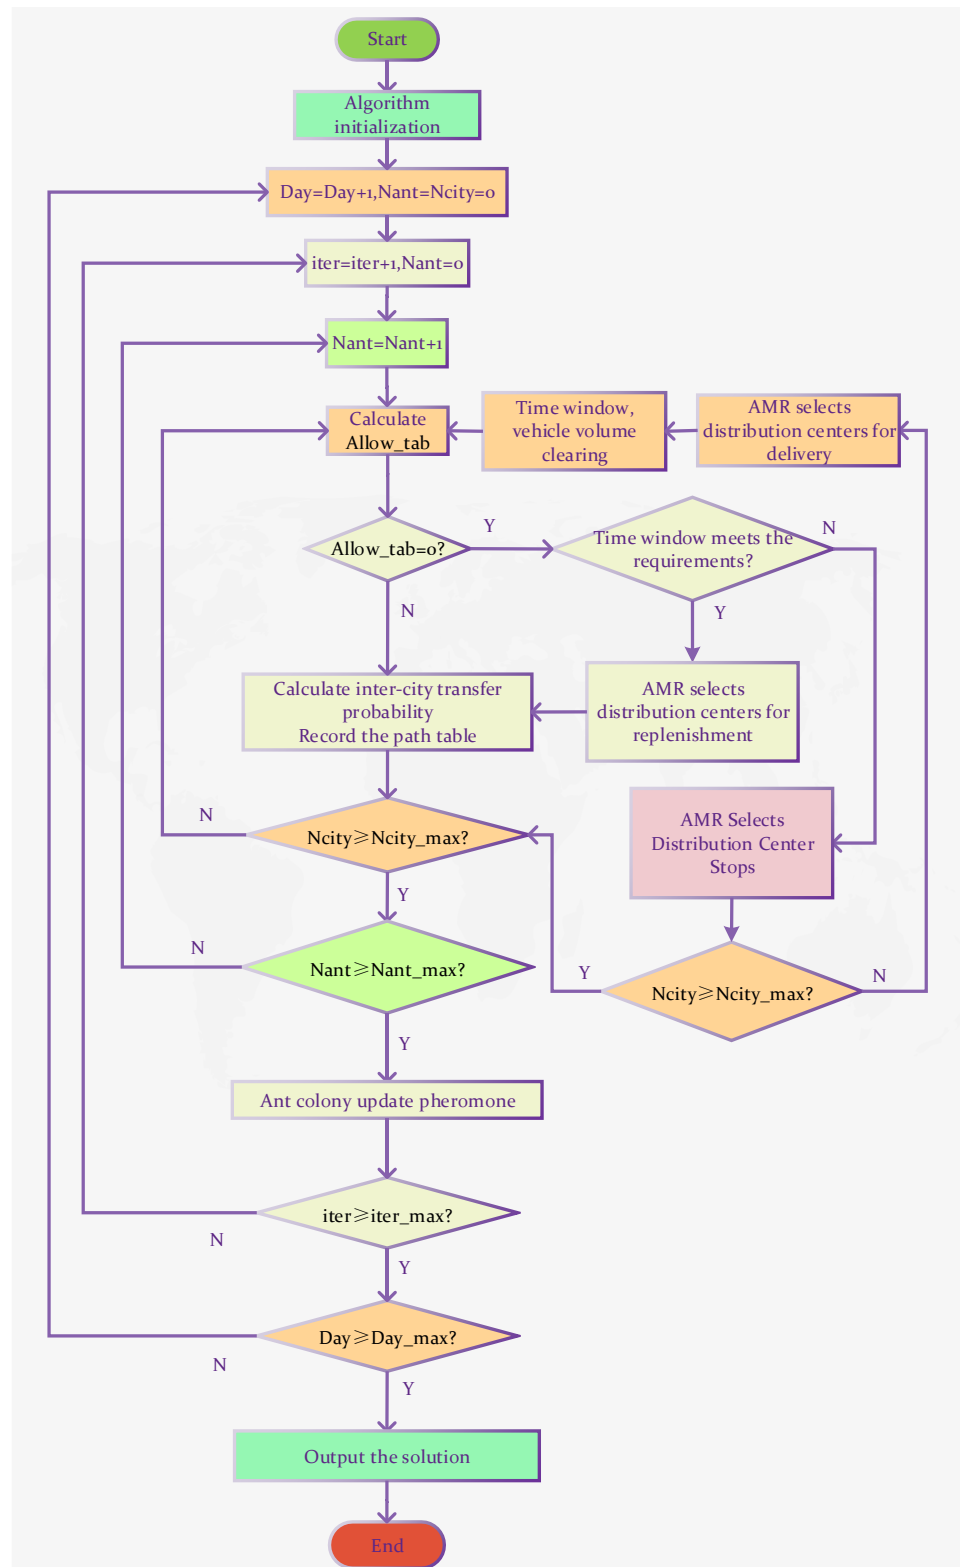 Start
Algorithm
initialization
Day=Day+1,Nant=Ncity=0
iter=iter+1,Nant=0
Nant=Nant+1
Calculate
Allow_tab
Time window,
vehicle volume
clearing
AMR selects
distribution centers for
delivery
Allow_tab=0?
Y
Time window meets the
requirements?
N
N
Y
Calculate inter-city transfer
probability
Record the path table
AMR selects
distribution centers for
replenishment
N
Ncity≥Ncity_max?
AMR Selects
Distribution Center
Stops
Y
N
Nant≥Nant_max?
Y
Ncity≥Ncity_max?
N
Y
Ant colony update pheromone
iter≥iter_max?
N
Y
Day≥Day_max?
N
Y
Output the solution
End